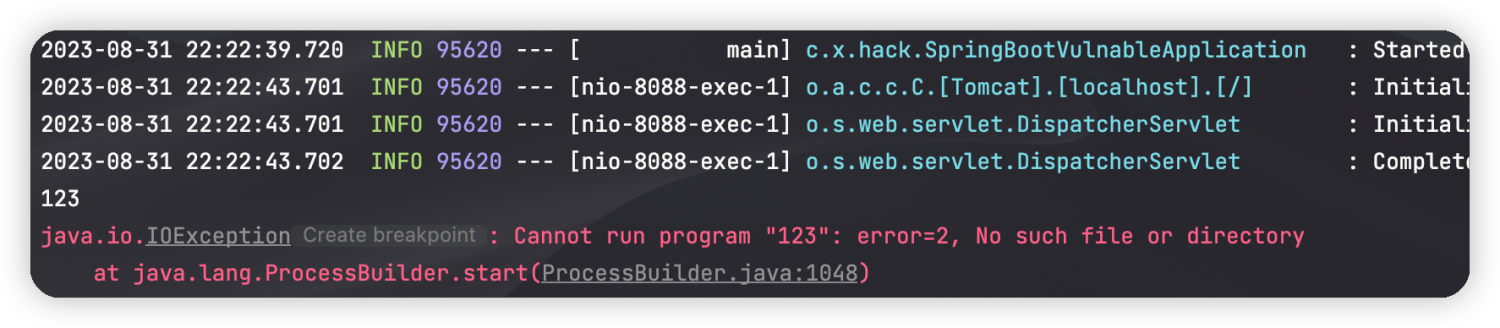 2023-08-31 22:22:39.720  INFO 95620 --- [           main] c.x.hack.SpringBootVulnerableApplication   : Started
2023-08-31 22:22:43.701  INFO 95620 --- [nio-8088-exec-1] o.a.c.c.C.[Tomcat].[localhost].[/]       : Initiali
2023-08-31 22:22:43.701  INFO 95620 --- [nio-8088-exec-1] o.s.web.servlet.DispatcherServlet        : Initiali
2023-08-31 22:22:43.702  INFO 95620 --- [nio-8088-exec-1] o.s.web.servlet.DispatcherServlet        : Complete
123
java.io.IOException Create breakpoint : Cannot run program "123": error=2, No such file or directory
    at java.lang.ProcessBuilder.start(ProcessBuilder.java:1048)